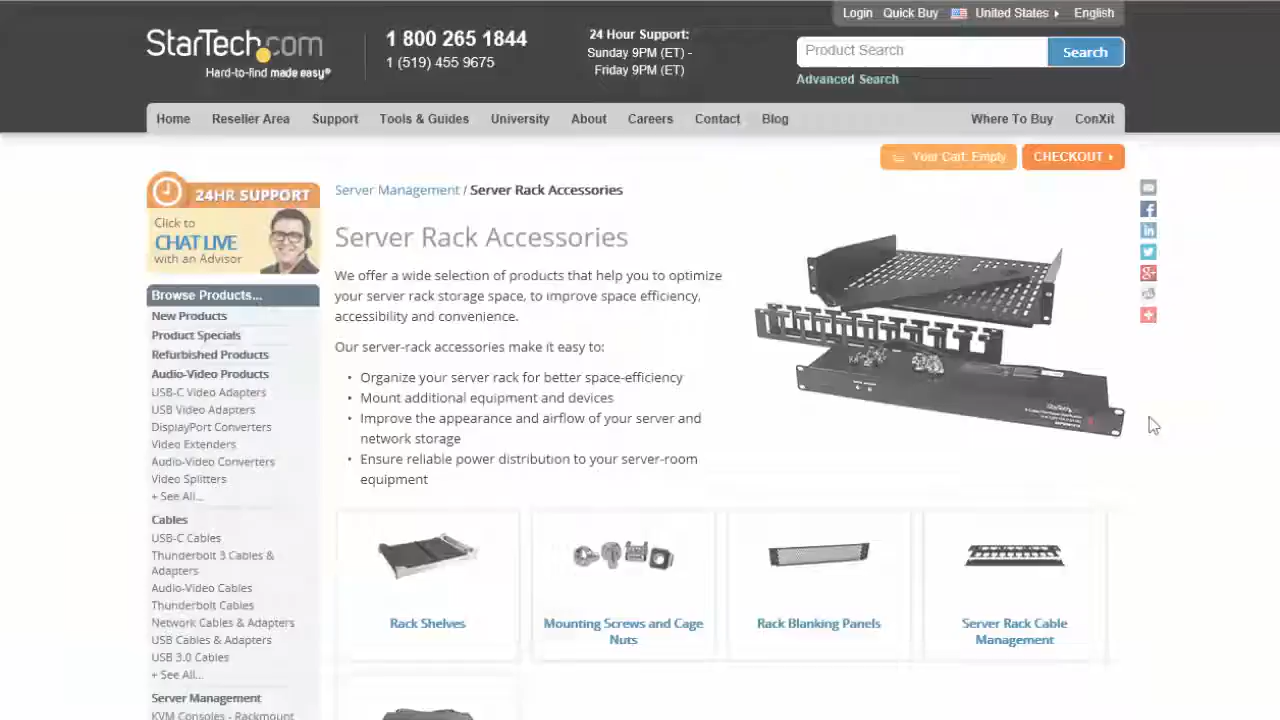 Login Quick Buy United States English
StarTech.com
Hard-to-find made easy®
1 800 265 1844
1 (519) 455 9675
24 Hour Support:
Sunday 9PM (ET) -
Friday 9PM (ET)
Product Search
Search
Advanced Search
Home Reseller Area Support Tools & Guides University About Careers Contact Blog Where To Buy ConXit
Your Cart: Empty
CHECKOUT
24HR SUPPORT
Click to
CHAT LIVE
with an Advisor
Browse Products...
New Products
Product Specials
Refurbished Products
Audio-Video Products
USB-C Video Adapters
USB Video Adapters
DisplayPort Converters
Video Extenders
Audio-Video Converters
Video Splitters
+ See All...
Cables
USB-C Cables
Thunderbolt 3 Cables &
Adapters
Audio-Video Cables
Thunderbolt Cables
Network Cables & Adapters
USB Cables & Adapters
USB 3.0 Cables
+ See All...
Server Management
KVM Consoles - Rackmount
Server Management / Server Rack Accessories
Server Rack Accessories
We offer a wide selection of products that help you to optimize
your server rack storage space, to improve space efficiency,
accessibility and convenience.
Our server-rack accessories make it easy to:
• Organize your server rack for better space-efficiency
• Mount additional equipment and devices
• Improve the appearance and airflow of your server and
network storage
• Ensure reliable power distribution to your server-room
equipment
Rack Shelves
Mounting Screws and Cage
Nuts
Rack Blanking Panels
Server Rack Cable
Management